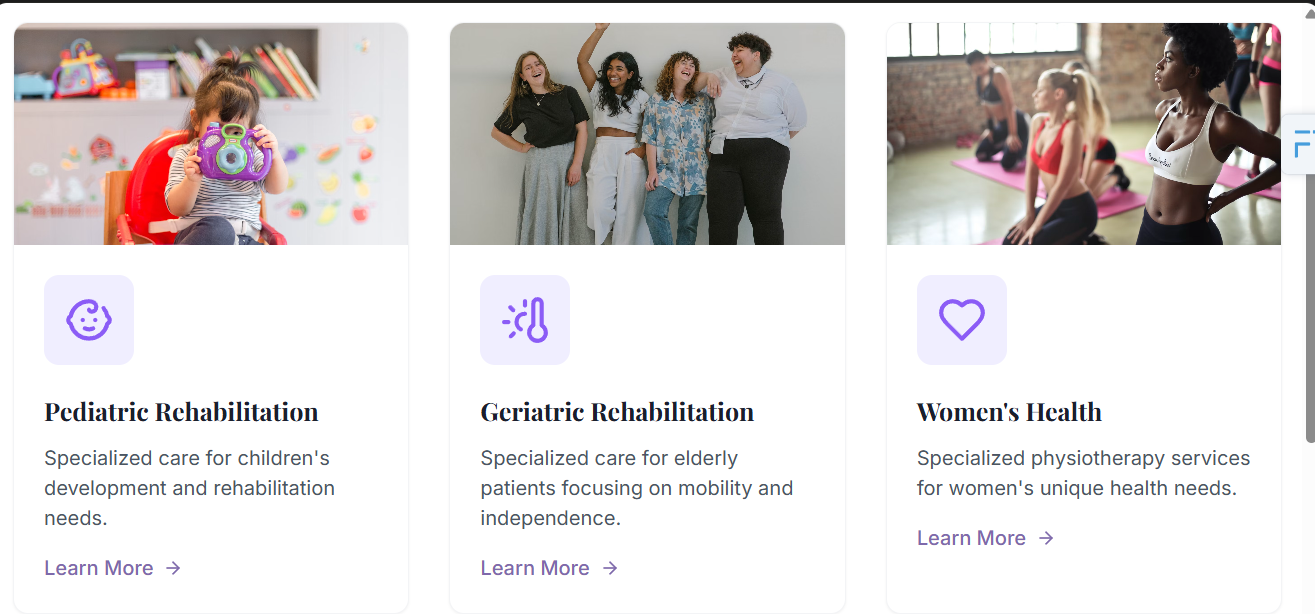 Pediatric Rehabilitation
Specialized care for children's
development and rehabilitation
needs.
Learn More →
Geriatric Rehabilitation
Specialized care for elderly
patients focusing on mobility and
independence.
Learn More →
Women's Health
Specialized physiotherapy services
for women's unique health needs.
Learn More →